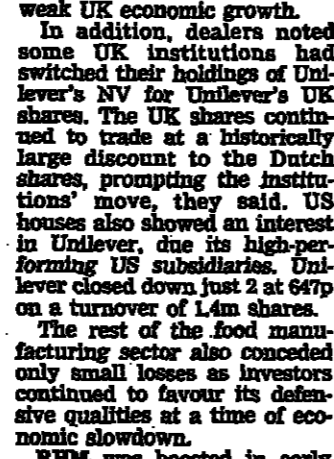 weak UK economic growth.
In addition, dealers noted
some UK institutions had
switched their holdings of Uni-
lever's NV for Unilever's UK
shares. The UK shares contin-
ued to trade at a historically
large discount to the Dutch
shares, prompting the institu-
tions' move, they said. US
houses also showed an interest
in Unilever, due its high-per-
forming US subsidiaries. Uni-
lever closed down just 2 at 647p
on a turnover of 1.4m shares.
The rest of the food manu-
facturing sector also conceded
only small losses as investors
continued to favour its defen-
sive qualities at a time of eco-
nomic slowdown.
RHM was boosted in early